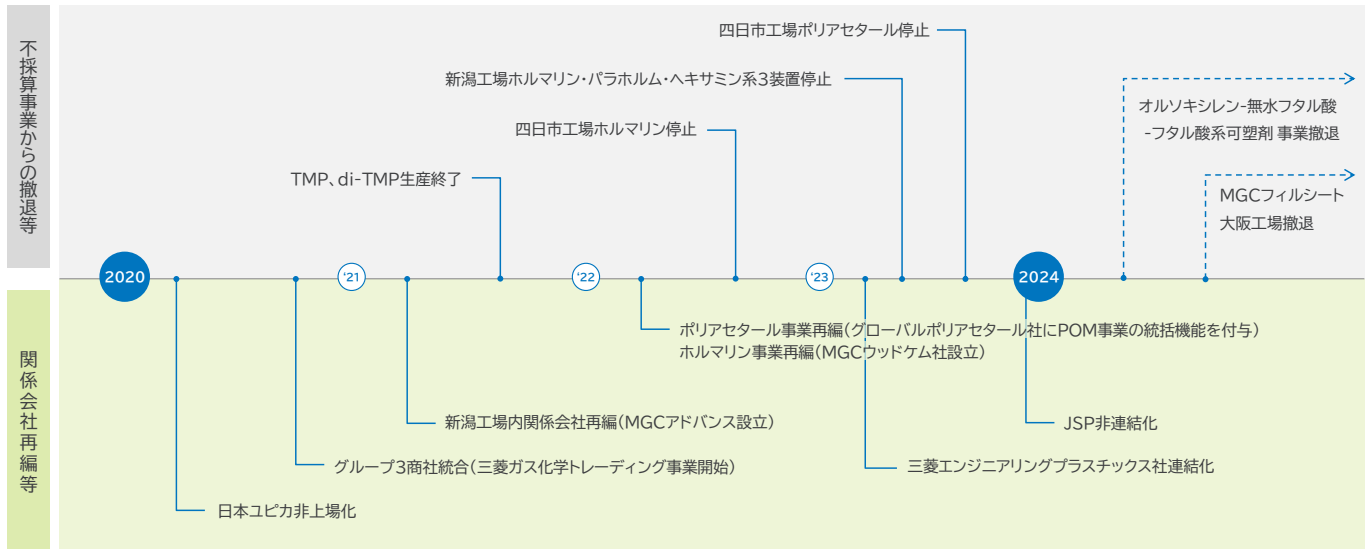 不採算事業からの撤退等
四日市工場ポリアセタール停止
新潟工場ホルマリン・パラホルム・ヘキサミン系3装置停止
四日市工場ホルマリン停止
TMP、di-TMP生産終了
オルソキシレン-無水フタル酸
-フタル酸系可塑剤 事業撤退
MGCフィルシート
大阪工場撤退
2020
‘21
‘22
‘23
2024
関係会社再編等
ポリアセタール事業再編(グローバルポリアセタール社にPOM事業の統括機能を付与)
ホルマリン事業再編(MGCウッドケム社設立)
新潟工場内関係会社再編(MGCアドバンス設立)
JSP非連結化
グループ3商社統合(三菱ガス化学トレーディング事業開始)
三菱エンジニアリングプラスチックス社連結化
日本ユピカ非上場化